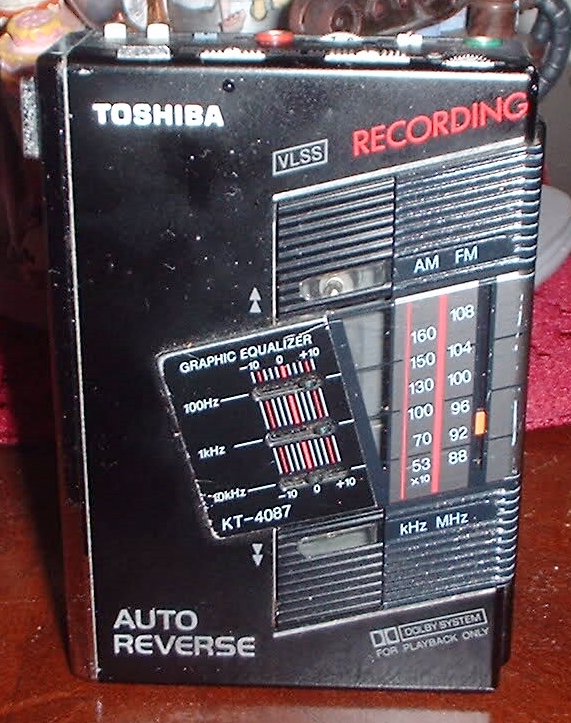 TOSHIBA
RECORDING
VLSS
AM FM
108
160
104
150
100
130
96
100
92
70
88
53
x10
kHz MHz
GRAPHIC EQUALIZER
-10 0 +10
100Hz
1kHz
10kHz
-10 0 +10
KT-4087
AUTO
REVERSE
DOLBY SYSTEM
FOR PLAYBACK ONLY